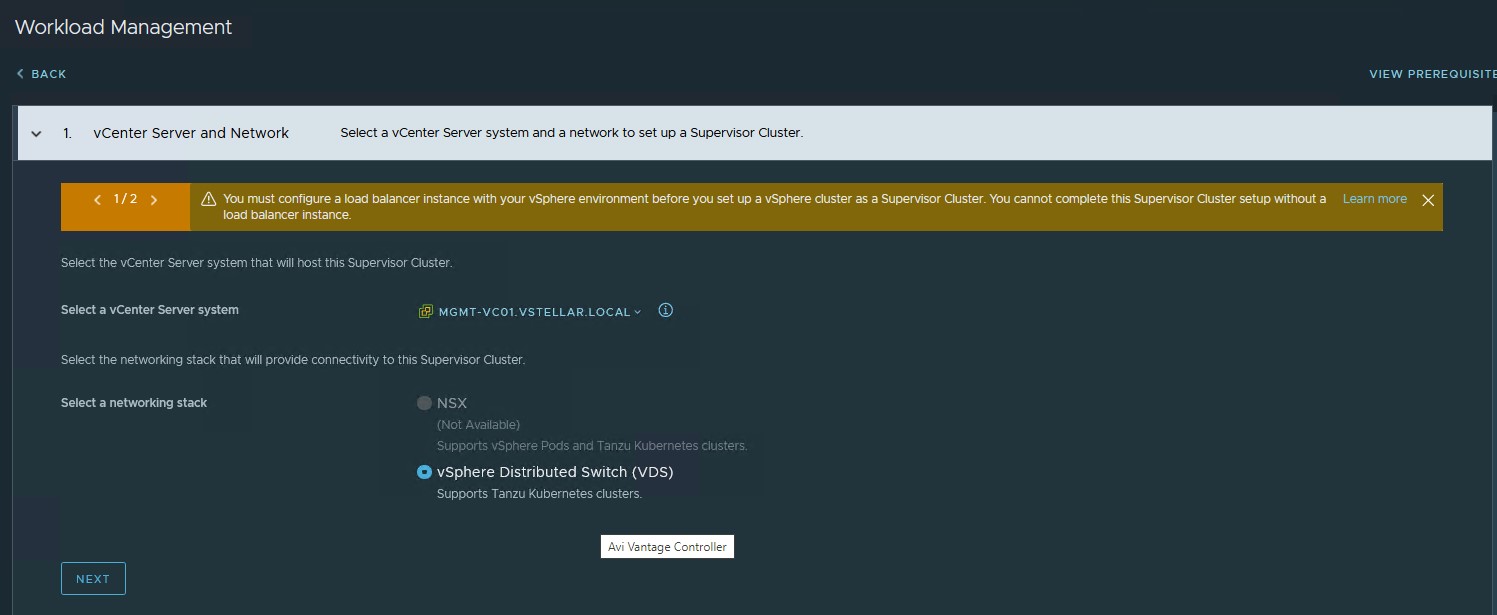 Workload Management
BACK
VIEW PREREQUISITE
1. vCenter Server and Network Select a vCenter Server system and a network to set up a Supervisor Cluster.
1 / 2
You must configure a load balancer instance with your vSphere environment before you set up a vSphere cluster as a Supervisor Cluster. You cannot complete this Supervisor Cluster setup without a
load balancer instance.
Learn more
Select the vCenter Server system that will host this Supervisor Cluster.
Select a vCenter Server system MGMT-VC01.VSTELLAR.LOCAL
Select the networking stack that will provide connectivity to this Supervisor Cluster.
Select a networking stack NSX
(Not Available)
Supports vSphere Pods and Tanzu Kubernetes clusters.
vSphere Distributed Switch (VDS)
Supports Tanzu Kubernetes clusters.
Avi Vantage Controller
NEXT